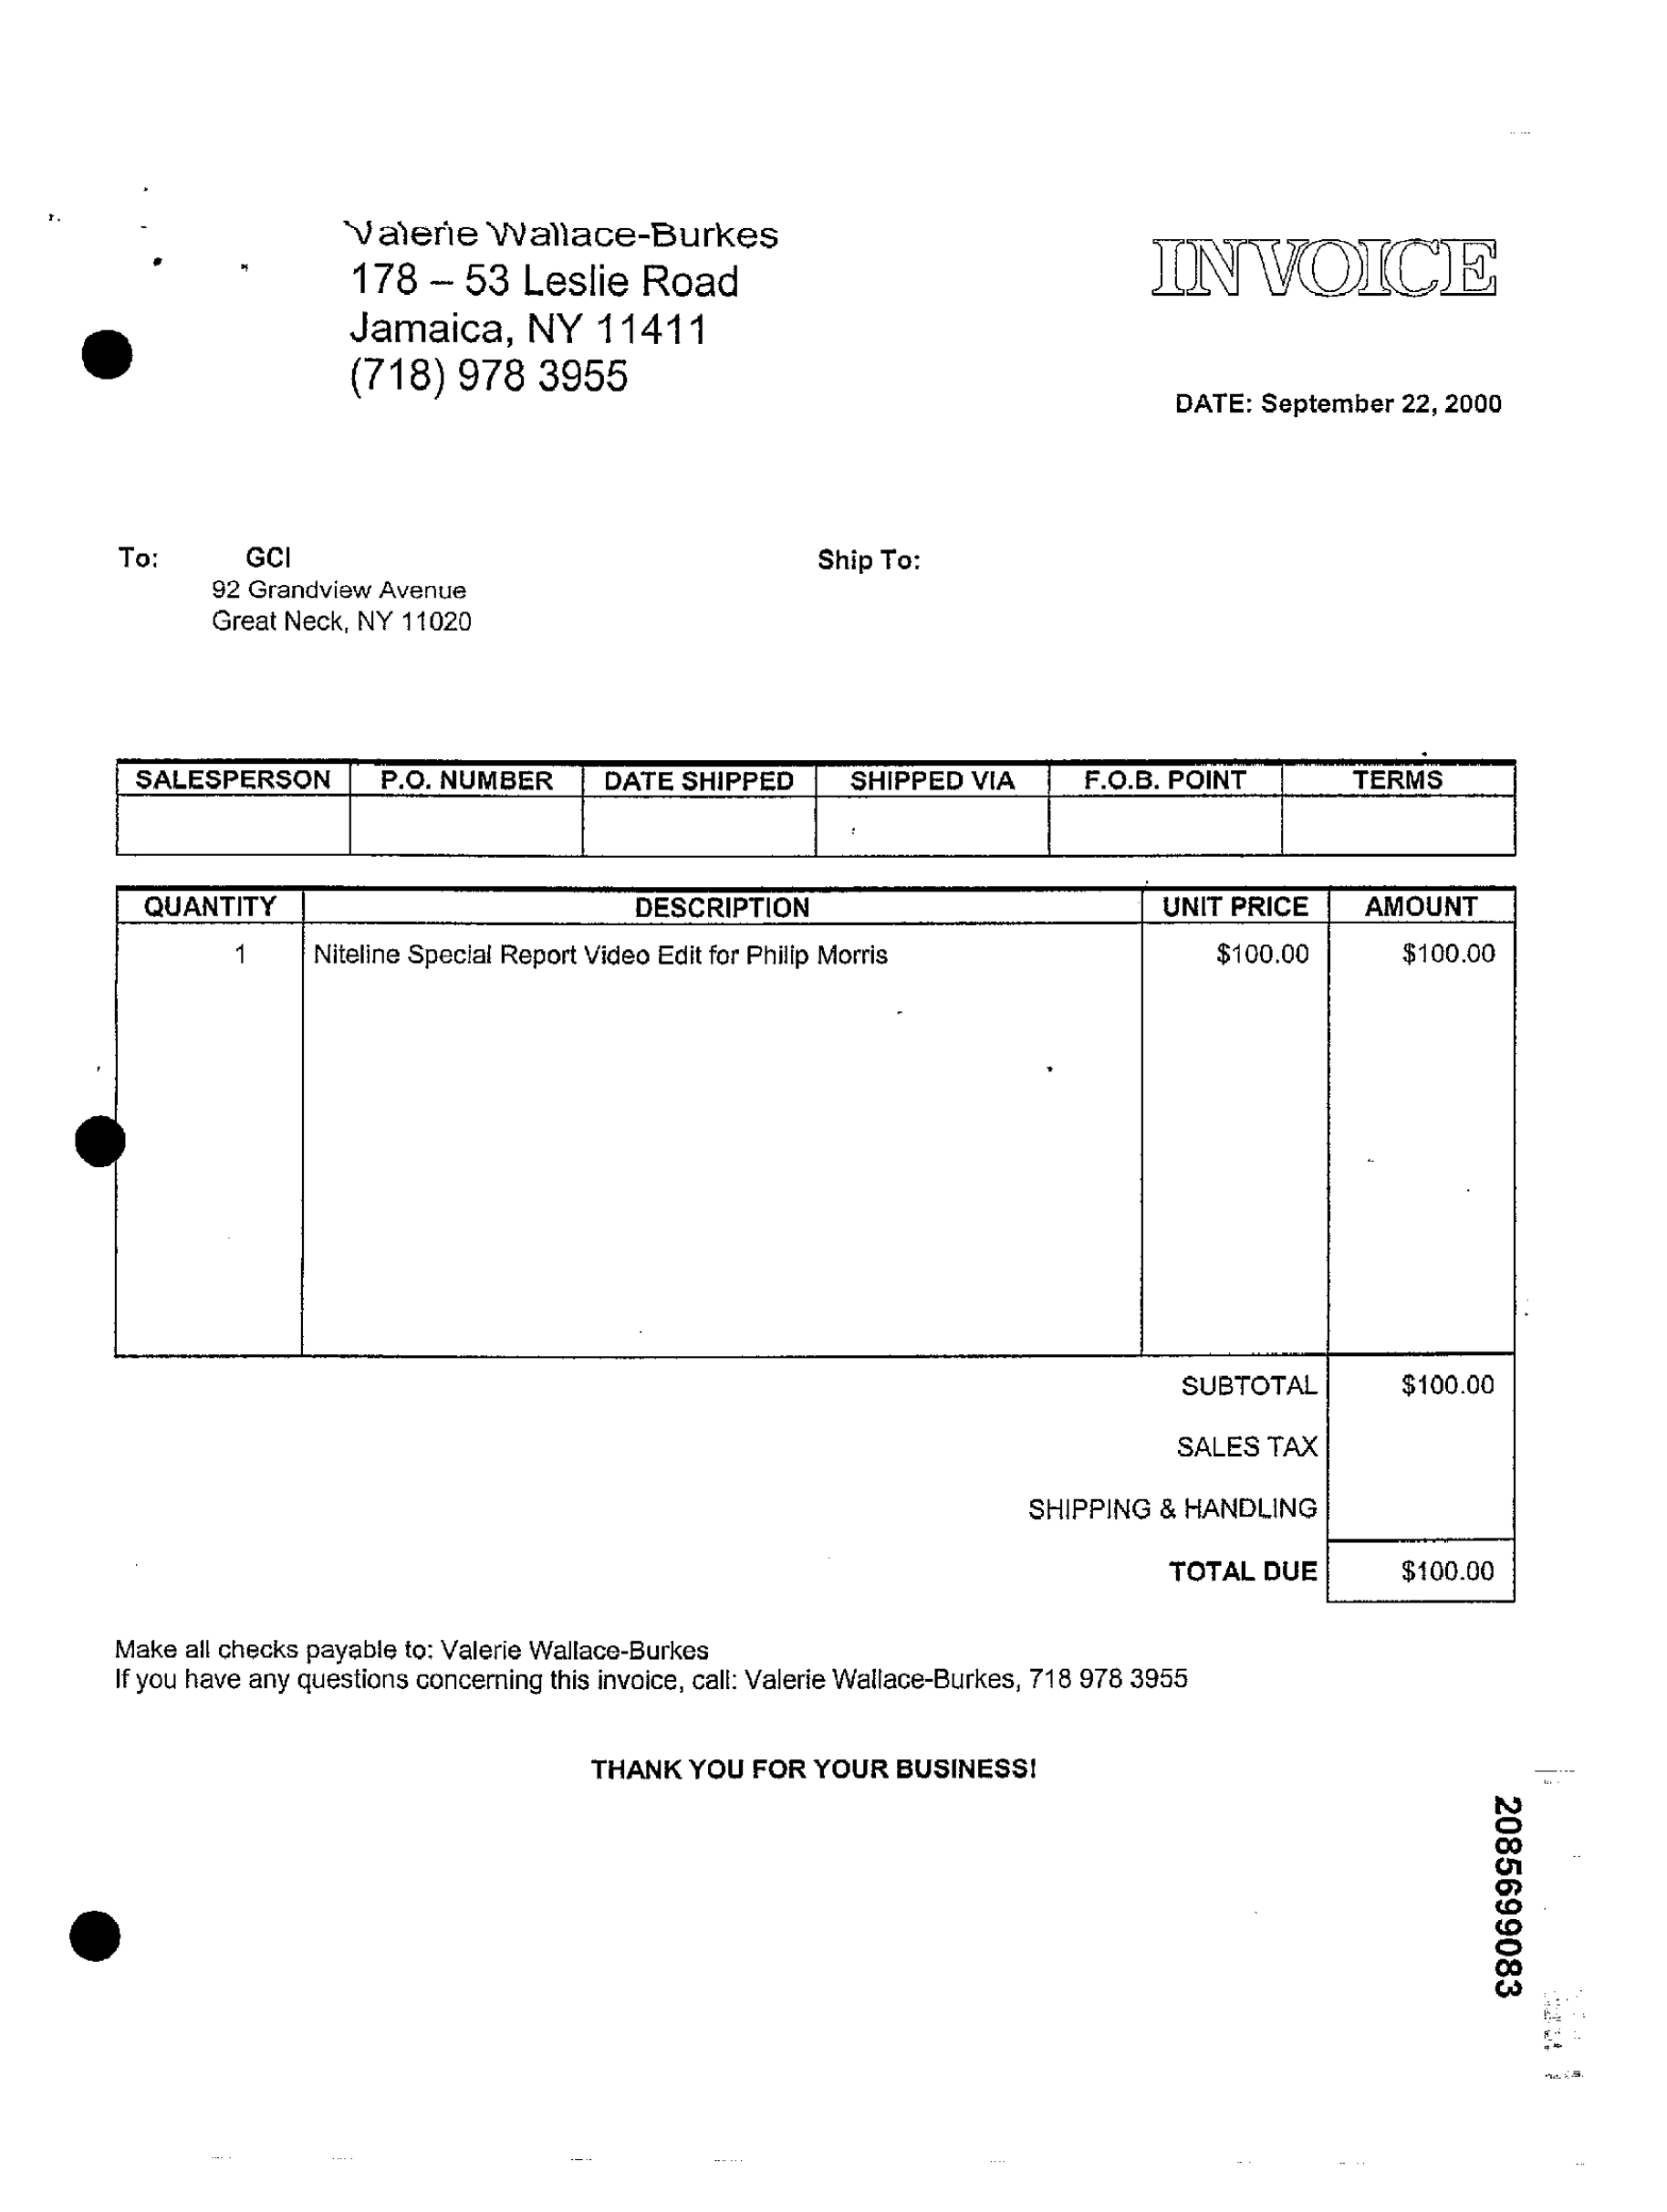 Valerie Wallace-Burkes
178 – 53 Leslie Road
Jamaica, NY 11411
(718) 978 3955
INVOICE
DATE: September 22, 2000
To: GCI
92 Grandview Avenue
Great Neck, NY 11020
Ship To:
SALESPERSON P.O. NUMBER DATE SHIPPED SHIPPED VIA F.O.B. POINT TERMS
QUANTITY DESCRIPTION UNIT PRICE AMOUNT
1 Niteline Special Report Video Edit for Philip Morris $100.00 $100.00
SUBTOTAL $100.00
SALES TAX
SHIPPING & HANDLING
TOTAL DUE $100.00
Make all checks payable to: Valerie Wallace-Burkes
If you have any questions concerning this invoice, call: Valerie Wallace-Burkes, 718 978 3955
THANK YOU FOR YOUR BUSINESS!
2085699083